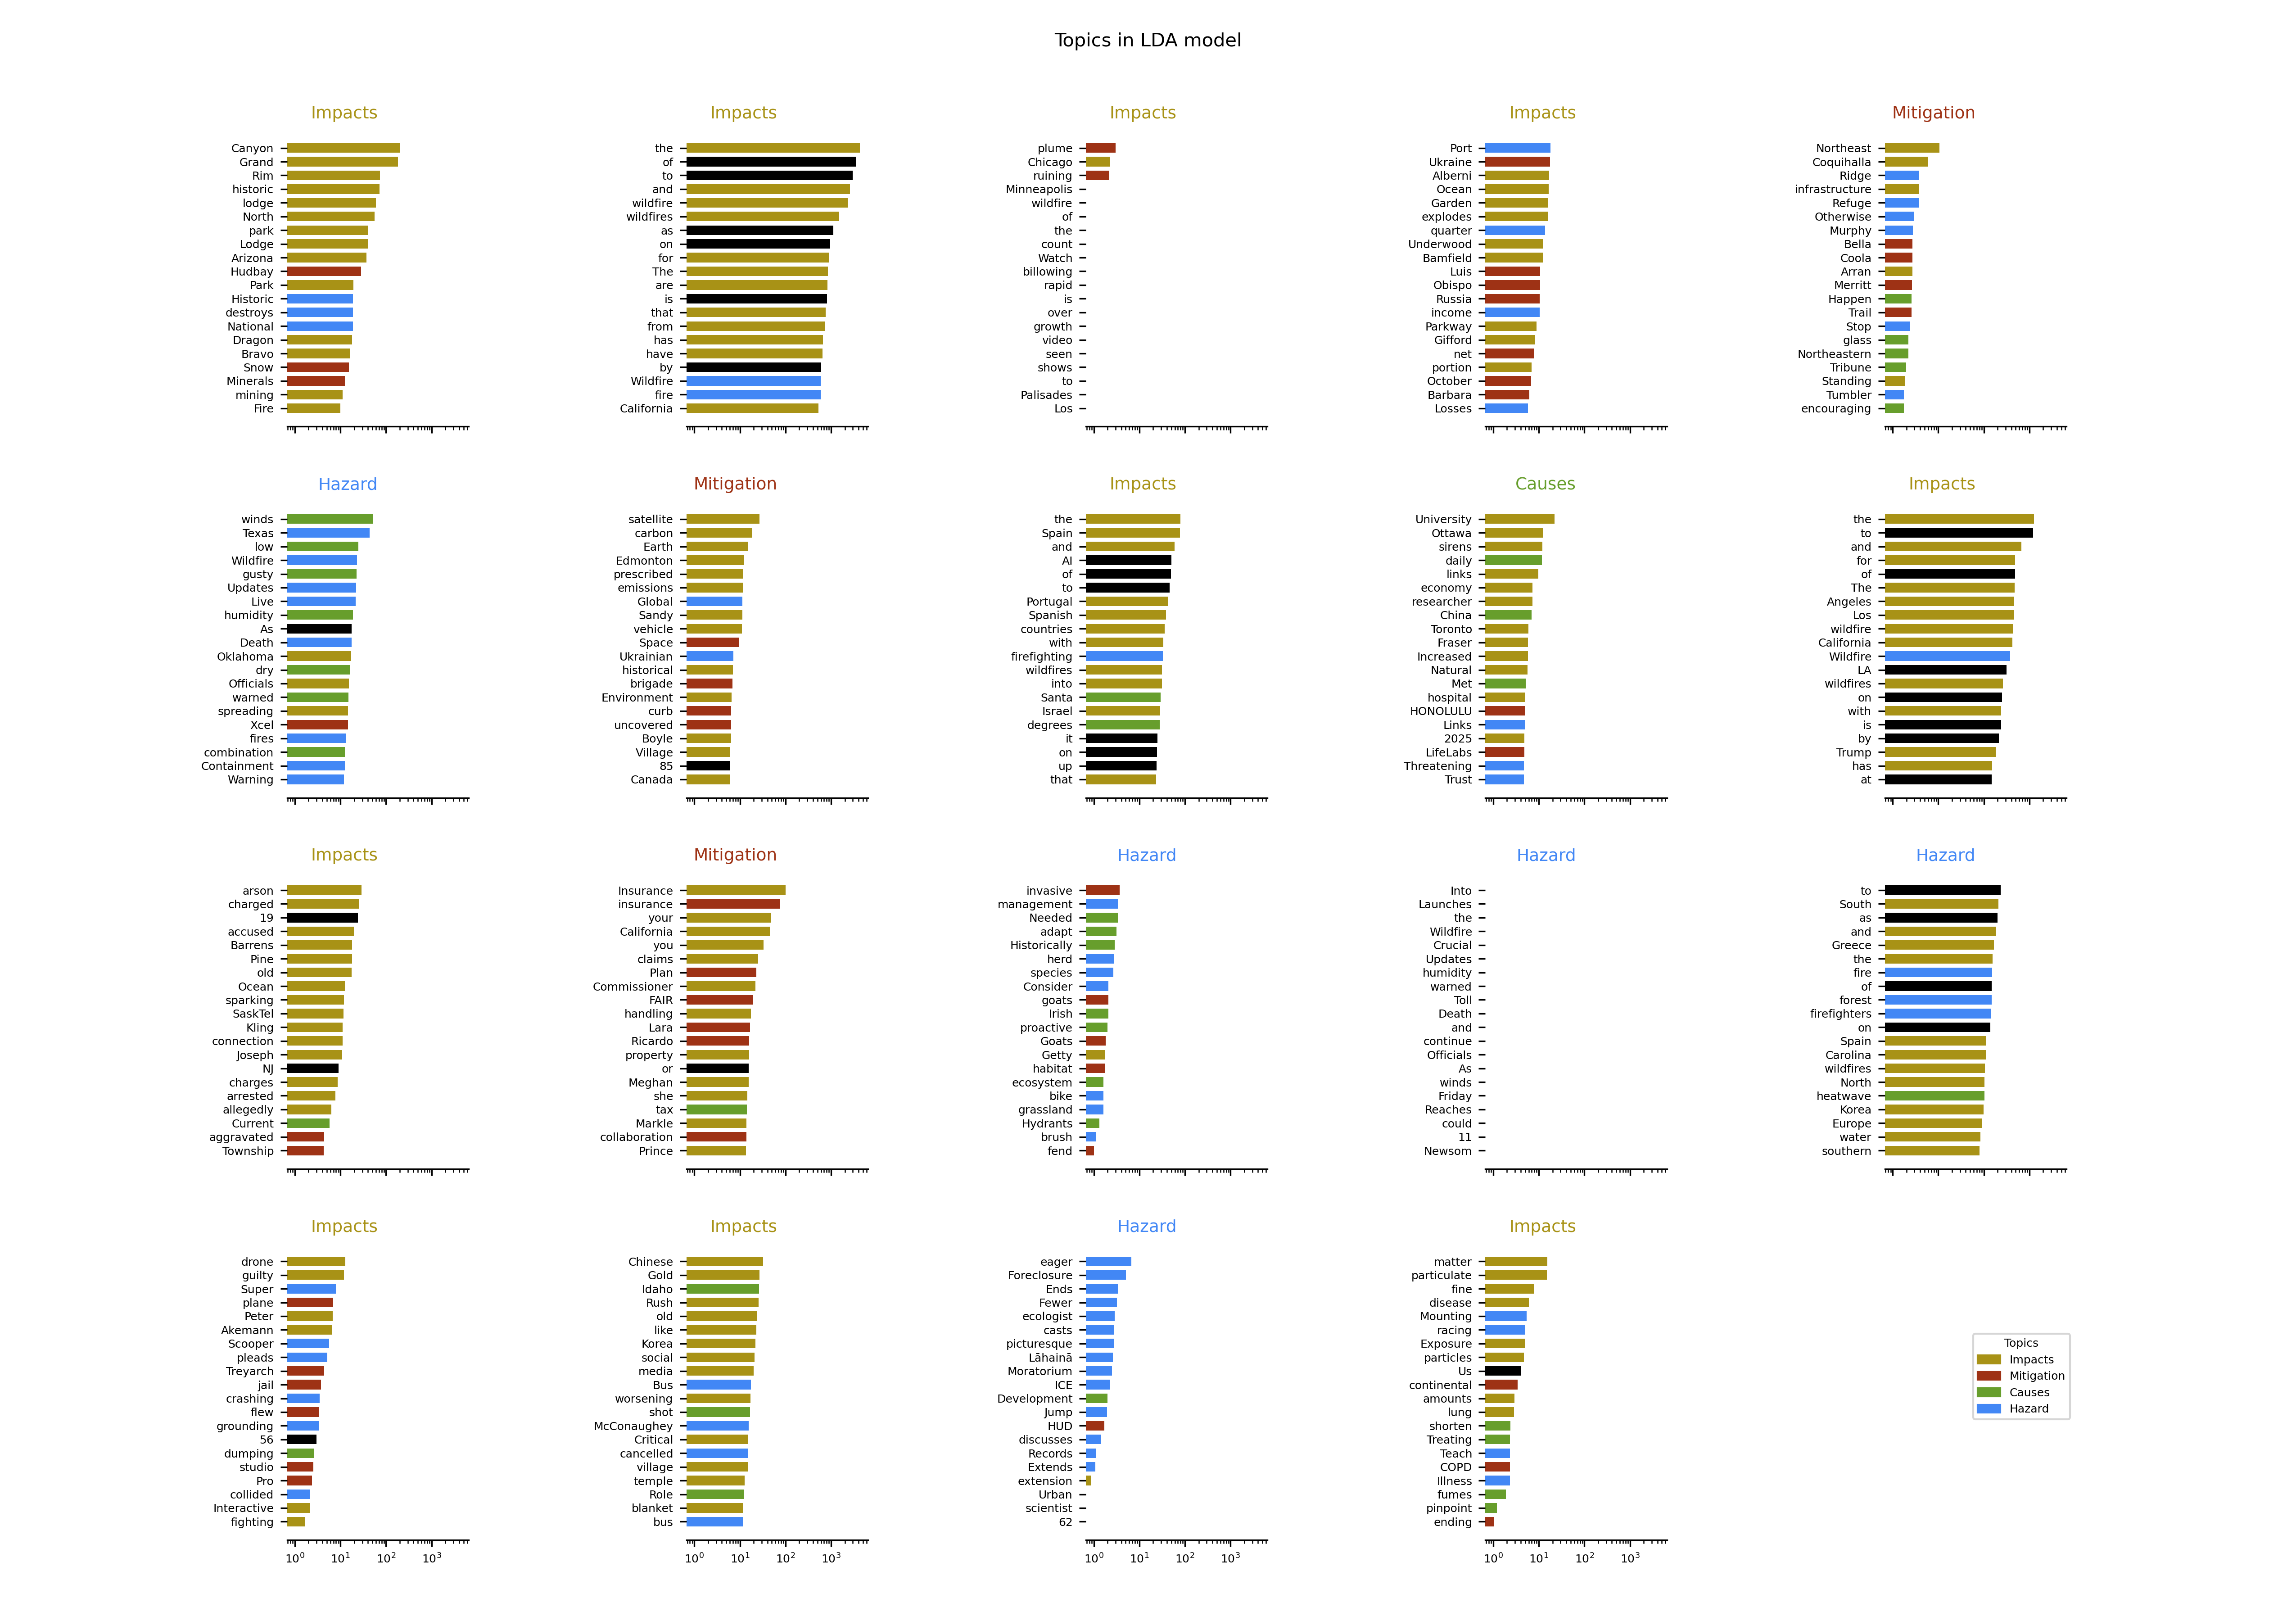 Topics in LDA model
Impacts
Canyon
Grand
Rim
historic
lodge
North
park
Lodge
Arizona
Hudbay
Park
Historic
destroys
National
Dragon
Bravo
Snow
Minerals
mining
Fire
Impacts
the
of
to
and
wildfire
wildfires
as
on
for
The
are
is
that
from
has
have
by
Wildfire
fire
California
Impacts
plume
Chicago
ruining
Minneapolis
wildfire
of
the
count
Watch
billowing
rapid
is
over
growth
video
seen
shows
to
Palisades
Los
Impacts
Port
Ukraine
Alberni
Ocean
Garden
explodes
quarter
Underwood
Bamfield
Luis
Obispo
Russia
income
Parkway
Gifford
net
portion
October
Barbara
Losses
Mitigation
Northeast
Coquihalla
Ridge
infrastructure
Refuge
Otherwise
Murphy
Bella
Coola
Arran
Merritt
Happen
Trail
Stop
glass
Northeastern
Tribune
Standing
Tumbler
encouraging
Hazard
winds
Texas
low
Wildfire
gusty
Updates
Live
humidity
As
Death
Oklahoma
dry
Officials
warned
spreading
Xcel
fires
combination
Containment
Warning
Mitigation
satellite
carbon
Earth
Edmonton
prescribed
emissions
Global
Sandy
vehicle
Space
Ukrainian
historical
brigade
Environment
curb
uncovered
Boyle
Village
85
Canada
Impacts
the
Spain
and
AI
of
to
Portugal
Spanish
countries
with
firefighting
wildfires
into
Santa
Israel
degrees
it
on
up
that
Causes
University
Ottawa
sirens
daily
links
economy
researcher
China
Toronto
Fraser
Increased
Natural
Met
hospital
HONOLULU
Links
2025
LifeLabs
Threatening
Trust
Impacts
the
to
and
for
of
The
Angeles
Los
wildfire
California
Wildfire
LA
wildfires
on
with
is
by
Trump
has
at
Impacts
arson
charged
19
accused
Barrens
Pine
old
Ocean
sparking
SaskTel
Kling
connection
Joseph
NJ
charges
arrested
allegedly
Current
aggravated
Township
Mitigation
Insurance
insurance
your
California
you
claims
Plan
Commissioner
FAIR
handling
Lara
Ricardo
property
or
Meghan
she
tax
Markle
collaboration
Prince
Hazard
invasive
management
Needed
adapt
Historically
herd
species
Consider
goats
Irish
proactive
Goats
Getty
habitat
ecosystem
bike
grassland
Hydrants
brush
fend
Hazard
Into
Launches
the
Wildfire
Crucial
Updates
humidity
warned
Toll
Death
and
continue
Officials
As
winds
Friday
Reaches
could
11
Newsom
Hazard
to
South
as
and
Greece
the
fire
of
forest
firefighters
on
Spain
Carolina
wildfires
North
heatwave
Korea
Europe
water
southern
Impacts
drone
guilty
Super
plane
Peter
Akemann
Scooper
pleads
Treyarch
jail
crashing
flew
grounding
56
dumping
studio
Pro
collided
Interactive
fighting
10⁰ 10¹ 10² 10³
Impacts
Chinese
Gold
Idaho
Rush
old
like
Korea
social
media
Bus
worsening
shot
McConaughey
Critical
cancelled
village
temple
Role
blanket
bus
10⁰ 10¹ 10² 10³
Hazard
eager
Foreclosure
Ends
Fewer
ecologist
casts
picturesque
Lāhainā
Moratorium
ICE
Development
Jump
HUD
discusses
Records
Extends
extension
Urban
scientist
62
10⁰ 10¹ 10² 10³
Impacts
matter
particulate
fine
disease
Mounting
racing
Exposure
particles
Us
continental
amounts
lung
shorten
Treating
Teach
COPD
Illness
fumes
pinpoint
ending
10⁰ 10¹ 10² 10³
Topics
Impacts
Mitigation
Causes
Hazard